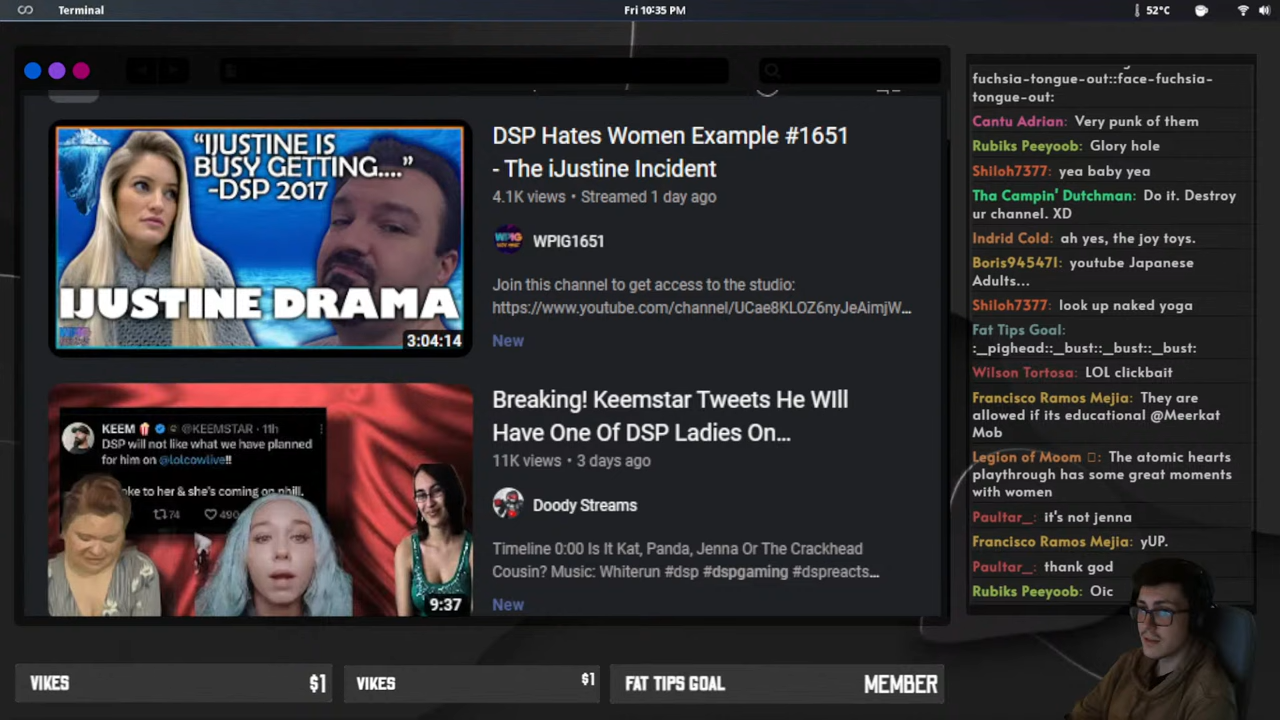 Terminal
Fri 10:35 PM
52°C
"IJUSTINE IS
BUSY GETTING...."
-DSP 2017
IJUSTINE DRAMA
3:04:14
DSP Hates Women Example #1651
- The iJustine Incident
4.1K views • Streamed 1 day ago
WPIG1651
Join this channel to get access to the studio:
https://www.youtube.com/channel/UCae8KLOZ6nyJeAimjW...
New
KEEM @KEEMSTAR · 11h
DSP will not like what we have planned
for him on @lolcowlive!!
oke to her & she's coming on phill.
74 490
9:37
Breaking! Keemstar Tweets He WIll
Have One Of DSP Ladies On...
11K views • 3 days ago
Doody Streams
Timeline 0:00 Is It Kat, Panda, Jenna Or The Crackhead
Cousin? Music: Whiterun #dsp #dspgaming #dspreacts...
New
fuchsia-tongue-out::face-fuchsia-
tongue-out:
Cantu Adrian: Very punk of them
Rubiks Peeyoob: Glory hole
Shiloh7377: yea baby yea
Tha Campin' Dutchman: Do it. Destroy
ur channel. XD
Indrid Cold: ah yes, the joy toys.
Boris945471: youtube Japanese
Adults...
Shiloh7377: look up naked yoga
Fat Tips Goal:
:_pighead::_bust::_bust::_bust:
Wilson Tortosa: LOL clickbait
Francisco Ramos Mejia: They are
allowed if its educational @Meerkat
Mob
Legion of Moom: The atomic hearts
playthrough has some great moments
with women
Paultar_: it's not jenna
Francisco Ramos Mejia: yUP.
Paultar_: thank god
Rubiks Peeyoob: Oic
VIKES $1
VIKES $1
FAT TIPS GOAL MEMBER